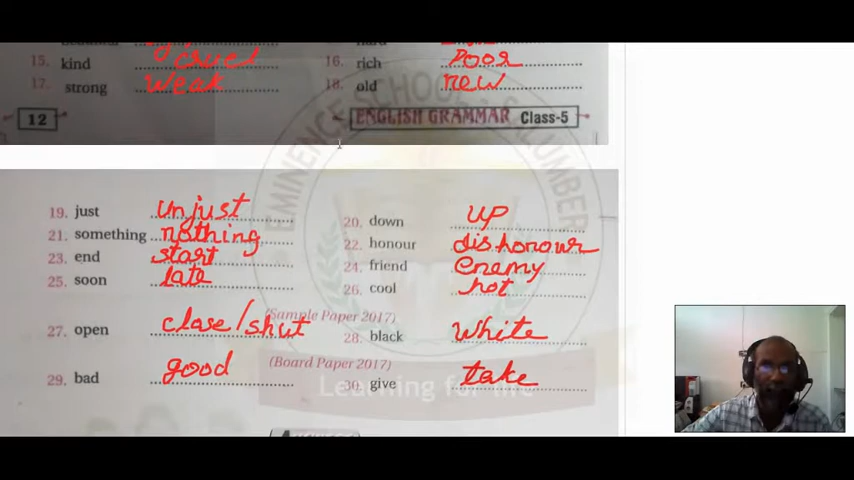 15. kind cruel 16. rich Poor
17. strong weak 18. old new
12 ENGLISH GRAMMAR Class-5
EMINENCE SCHOOL SLUMBER
19. just unjust 20. down up
21. something nothing 22. honour dishonour
23. end start 24. friend enemy
25. soon late 26. cool hot
(Sample Paper 2017)
27. open close/shut 28. black white
(Board Paper 2017)
29. bad good 30. give take
Learning for life